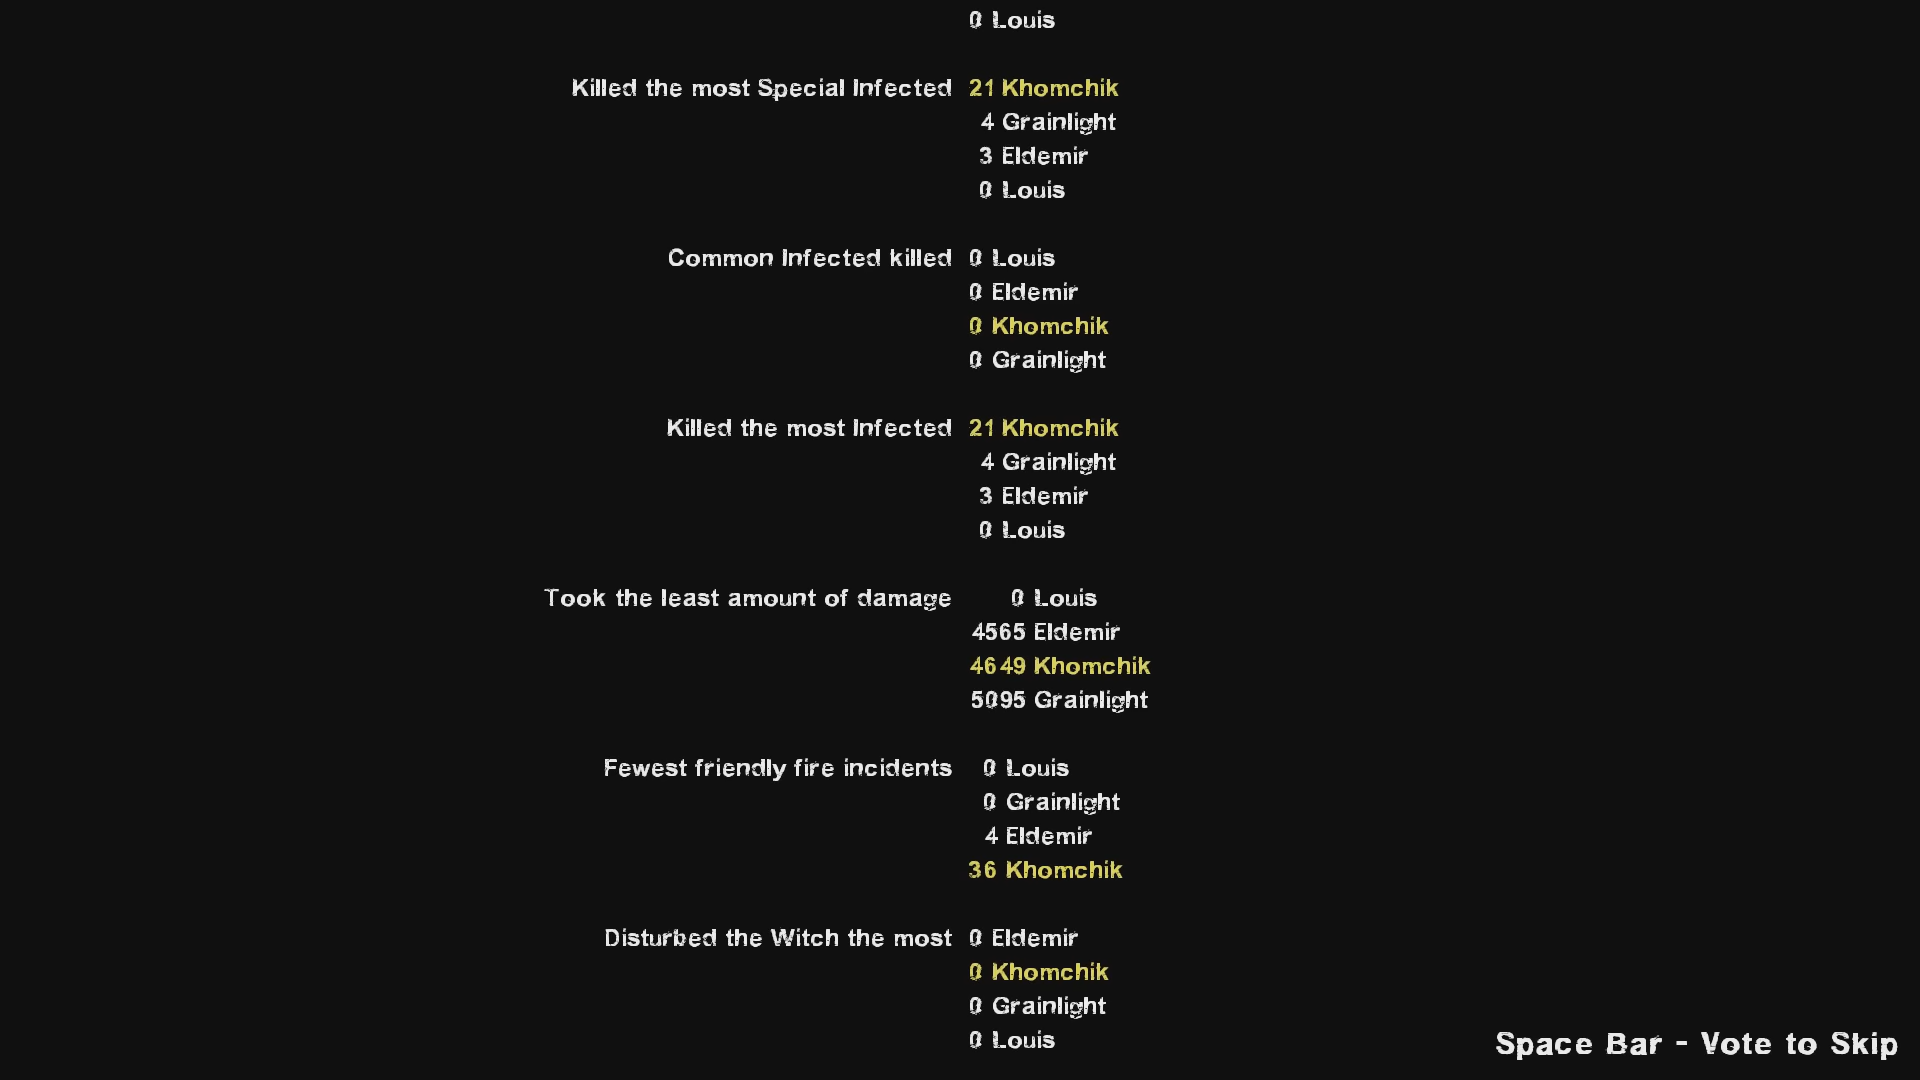 0 Louis
Killed the most Special Infected 21 Khomchik
4 Grainlight
3 Eldemir
0 Louis
Common Infected killed 0 Louis
0 Eldemir
0 Khomchik
0 Grainlight
Killed the most Infected 21 Khomchik
4 Grainlight
3 Eldemir
0 Louis
Took the least amount of damage 0 Louis
4565 Eldemir
4649 Khomchik
5095 Grainlight
Fewest friendly fire incidents 0 Louis
0 Grainlight
4 Eldemir
36 Khomchik
Disturbed the Witch the most 0 Eldemir
0 Khomchik
0 Grainlight
0 Louis
Space Bar - Vote to Skip